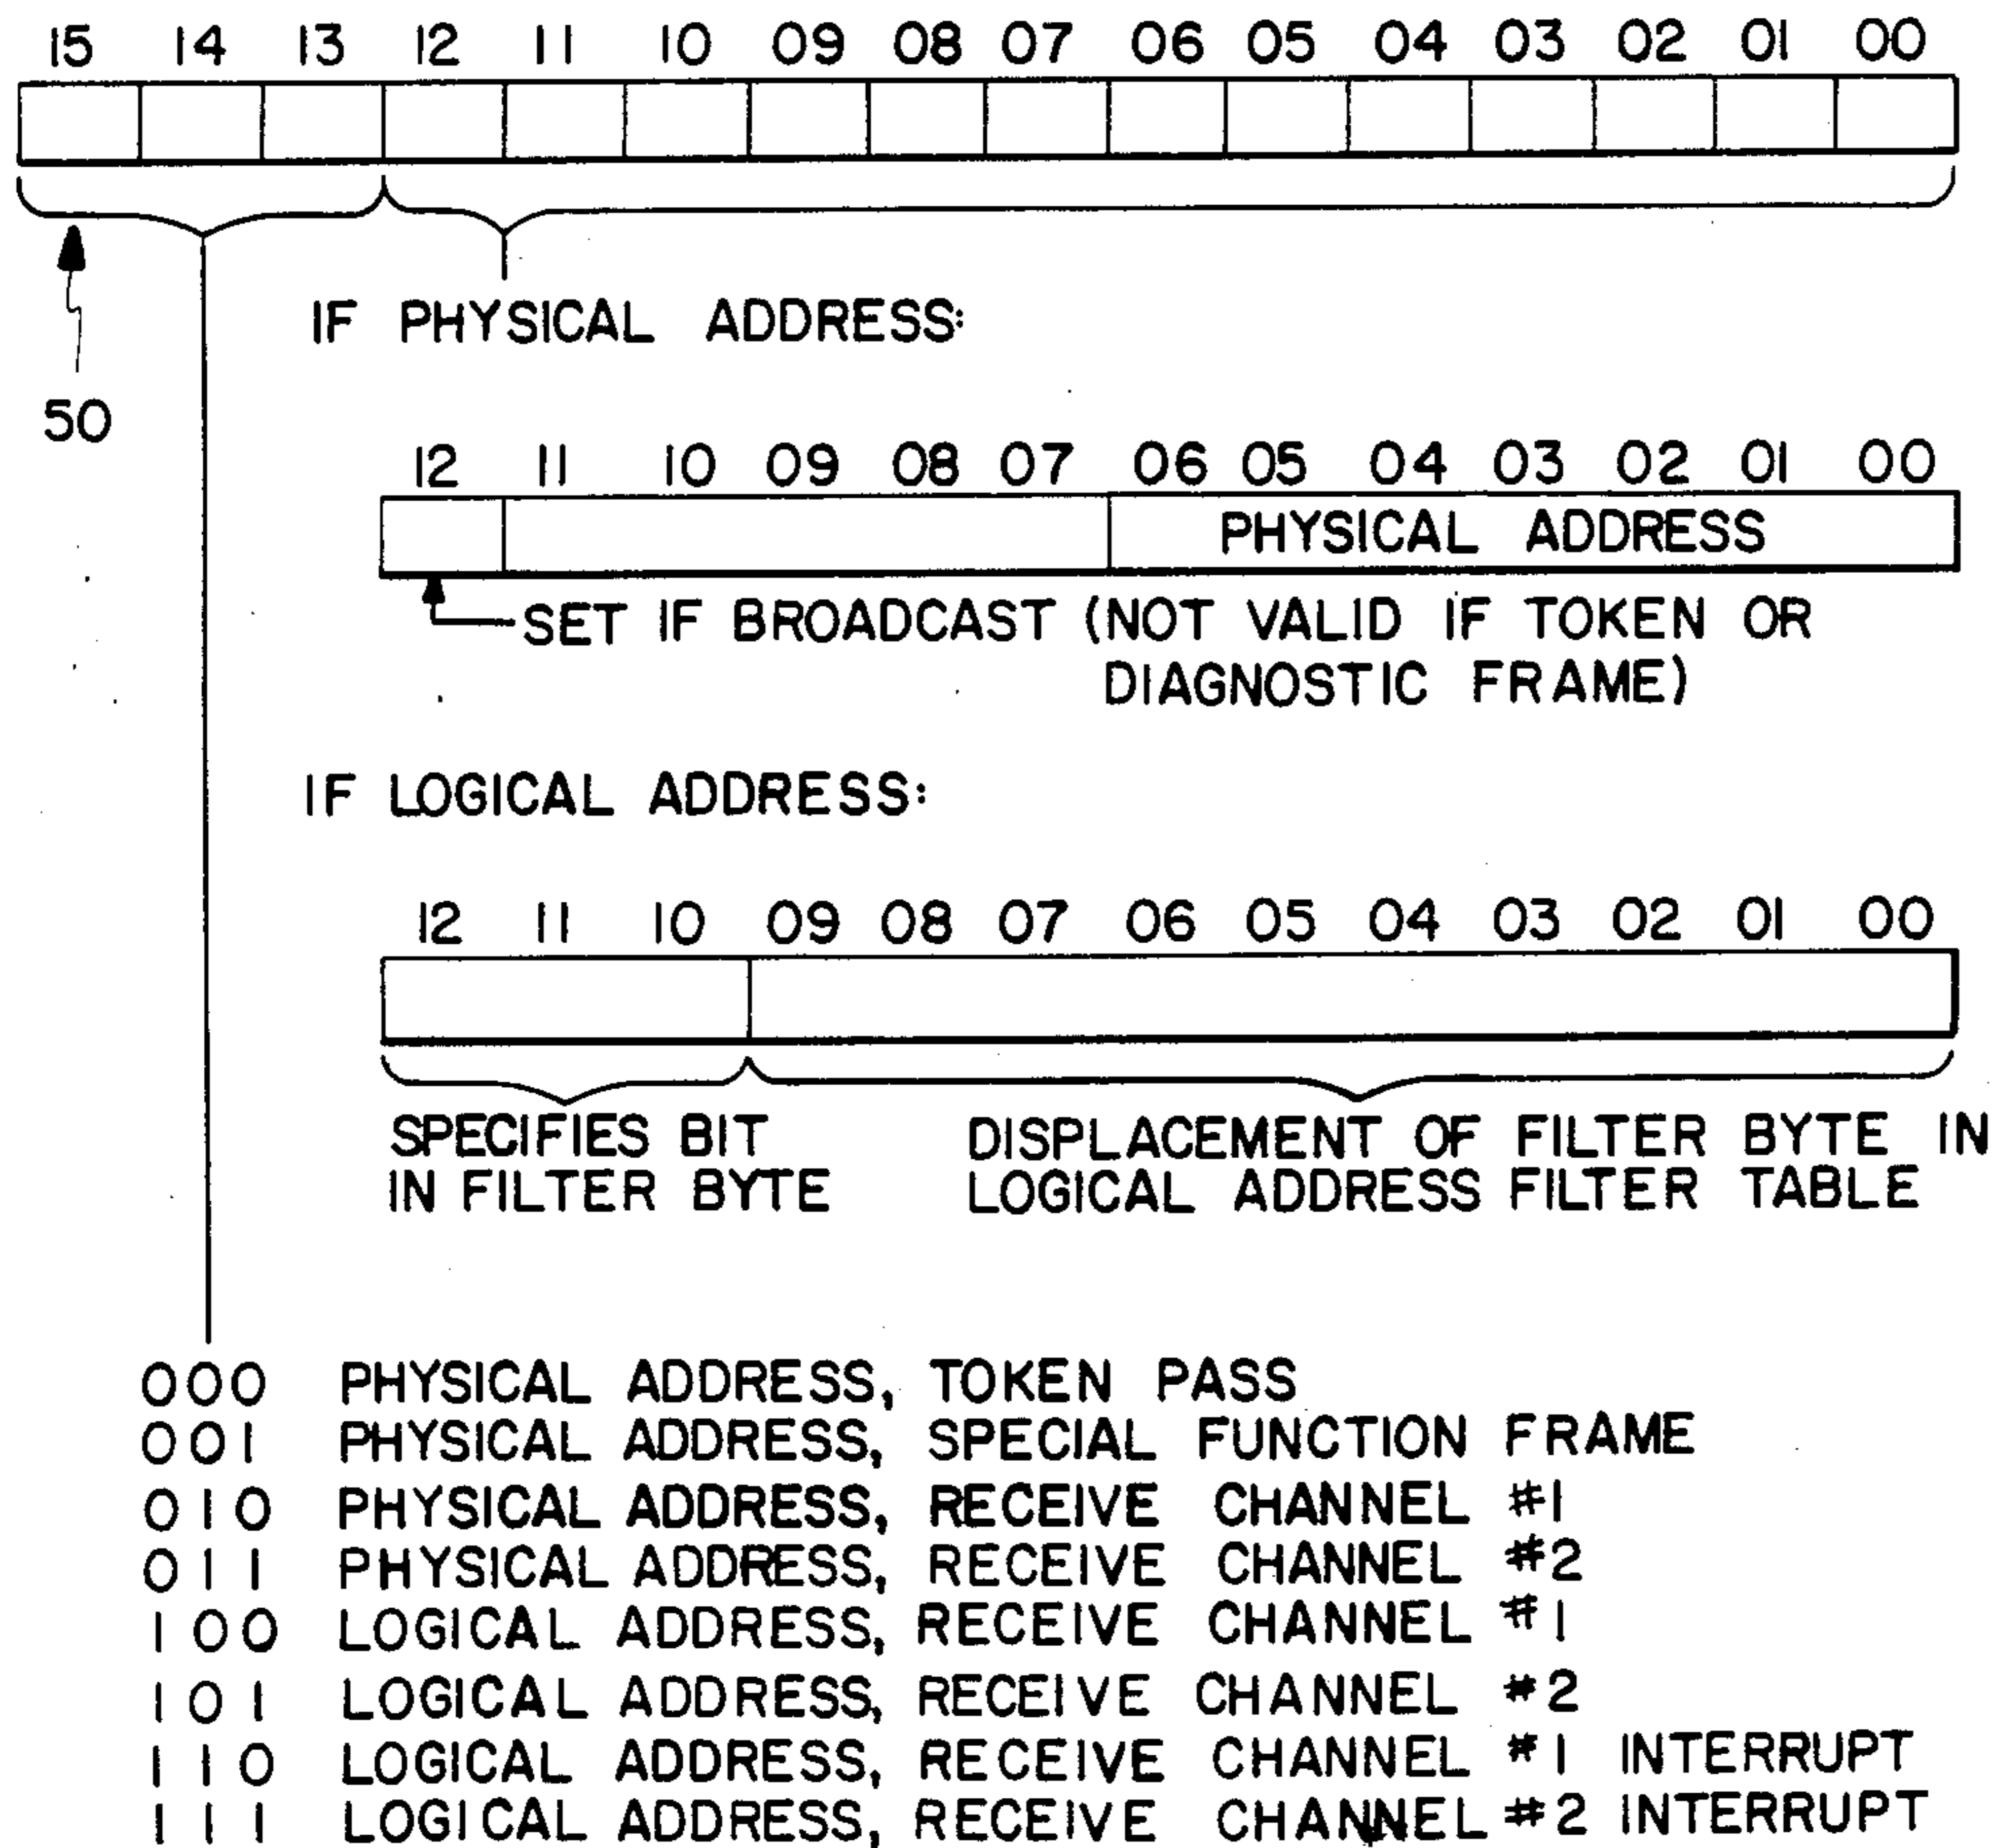 15 14 13 12 11 10 09 08 07 06 05 04 03 02 01 00
IF PHYSICAL ADDRESS:
50
12 11 10 09 08 07 06 05 04 03 02 01 00
PHYSICAL ADDRESS
SET IF BROADCAST (NOT VALID IF TOKEN OR
DIAGNOSTIC FRAME)
IF LOGICAL ADDRESS:
12 11 10 09 08 07 06 05 04 03 02 01 00
SPECIFIES BIT
IN FILTER BYTE
DISPLACEMENT OF FILTER BYTE IN
LOGICAL ADDRESS FILTER TABLE
000 PHYSICAL ADDRESS, TOKEN PASS
001 PHYSICAL ADDRESS, SPECIAL FUNCTION FRAME
010 PHYSICAL ADDRESS, RECEIVE CHANNEL #1
011 PHYSICAL ADDRESS, RECEIVE CHANNEL #2
100 LOGICAL ADDRESS, RECEIVE CHANNEL #1
101 LOGICAL ADDRESS, RECEIVE CHANNEL #2
110 LOGICAL ADDRESS, RECEIVE CHANNEL #1 INTERRUPT
111 LOGICAL ADDRESS, RECEIVE CHANNEL #2 INTERRUPT